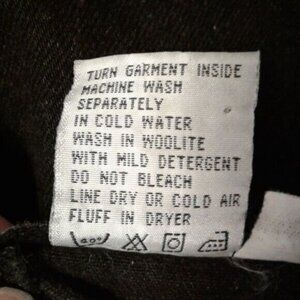 TURN GARMENT INSIDE
MACHINE WASH
SEPARATELY
IN COLD WATER
WASH IN WOOLITE
WITH MILD DETERGENT
DO NOT BLEACH
LINE DRY OR COLD AIR
FLUFF IN DRYER